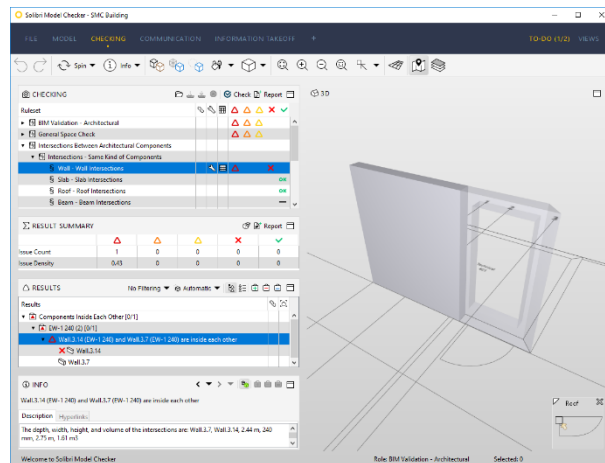 Solibri Model Checker - SMC Building
FILE MODEL CHECKING COMMUNICATION INFORMATION TAKEOFF + TO-DO (1/2) VIEWS
Spin Info
CHECKING Check Report
3D
Ruleset
BIM Validation - Architectural
General Space Check
Intersections Between Architectural Components
Intersections - Same Kind of Components
§ Wall - Wall Intersections
§ Slab - Slab Intersections OK
§ Roof - Roof Intersections OK
§ Beam - Beam Intersections —
RESULT SUMMARY Report
Issue Count 1 0 0 0 0
Issue Density 0.43 0 0 0 0
RESULTS No Filtering Automatic
Results
Components Inside Each Other [0/1]
EW-1 240 (2) [0/1]
Wall.3.14 (EW-1 240) and Wall.3.7 (EW-1 240) are inside each other
Wall.3.14
Wall.3.7
INFO
Wall.3.14 (EW-1 240) and Wall.3.7 (EW-1 240) are inside each other
Description Hyperlinks
The depth, width, height, and volume of the intersections are: Wall.3.7, Wall.3.14, 2.44 m, 240
mm, 2.75 m, 1.61 m3
Roof
Welcome to Solibri Model Checker Role: BIM Validation - Architectural Selected: 0